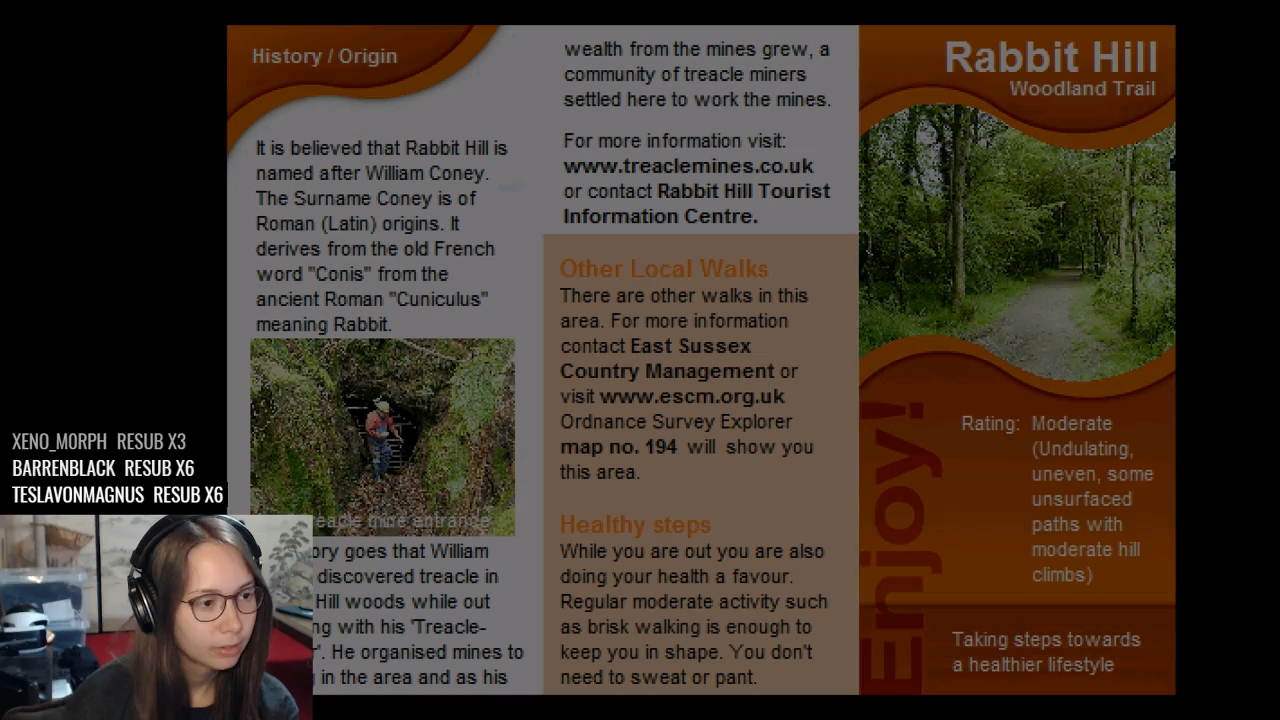 History / Origin
It is believed that Rabbit Hill is
named after William Coney.
The Surname Coney is of
Roman (Latin) origins. It
derives from the old French
word "Conis" from the
ancient Roman "Cuniculus"
meaning Rabbit.
mine entrance
ory goes that William
discovered treacle in
Hill woods while out
ng with his 'Treacle-
He organised mines to
in the area and as his
wealth from the mines grew, a
community of treacle miners
settled here to work the mines.
For more information visit:
www.treaclemines.co.uk
or contact Rabbit Hill Tourist
Information Centre.
Other Local Walks
There are other walks in this
area. For more information
contact East Sussex
Country Management or
visit www.escm.org.uk
Ordnance Survey Explorer
map no. 194 will show you
this area.
Healthy steps
While you are out you are also
doing your health a favour.
Regular moderate activity such
as brisk walking is enough to
keep you in shape. You don't
need to sweat or pant.
Rabbit Hill
Woodland Trail
Enjoy!
Rating: Moderate
(Undulating,
uneven, some
unsurfaced
paths with
moderate hill
climbs)
Taking steps towards
a healthier lifestyle
XENO_MORPH RESUB X3
BARRENBLACK RESUB X6
TESLAVONMAGNUS RESUB X6